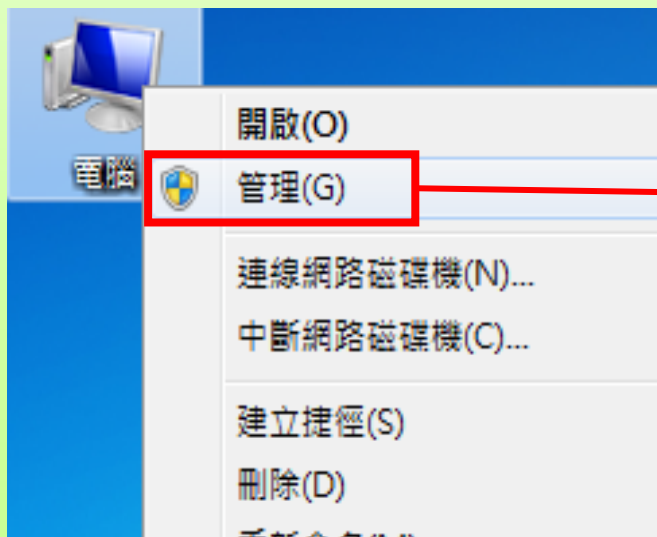 電腦
開啟(O)
管理(G)
連線網路磁碟機(N)...
中斷網路磁碟機(C)...
建立捷徑(S)
刪除(D)